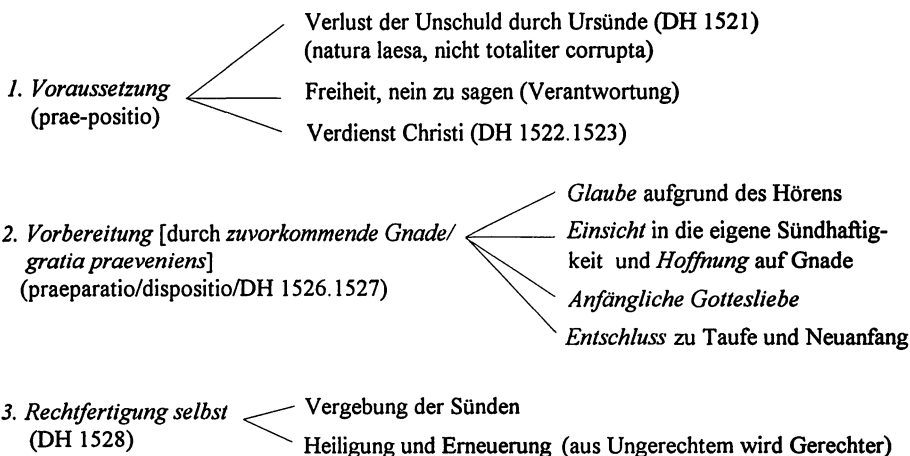 Verlust der Unschuld durch Ursünde (DH 1521)
(natura laesa, nicht totaliter corrupta)
1. Voraussetzung
(prae-positio)
Freiheit, nein zu sagen (Verantwortung)
Verdienst Christi (DH 1522.1523)
2. Vorbereitung [durch zuvorkommende Gnade/
gratia praeveniens]
(praeparatio/dispositio/DH 1526.1527)
Glaube aufgrund des Hörens
Einsicht in die eigene Sündhaftig-
keit und Hoffnung auf Gnade
Anfängliche Gottesliebe
Entschluss zu Taufe und Neuanfang
3. Rechtfertigung selbst
(DH 1528)
Vergebung der Sünden
Heiligung und Erneuerung (aus Ungerechtem wird Gerechter)